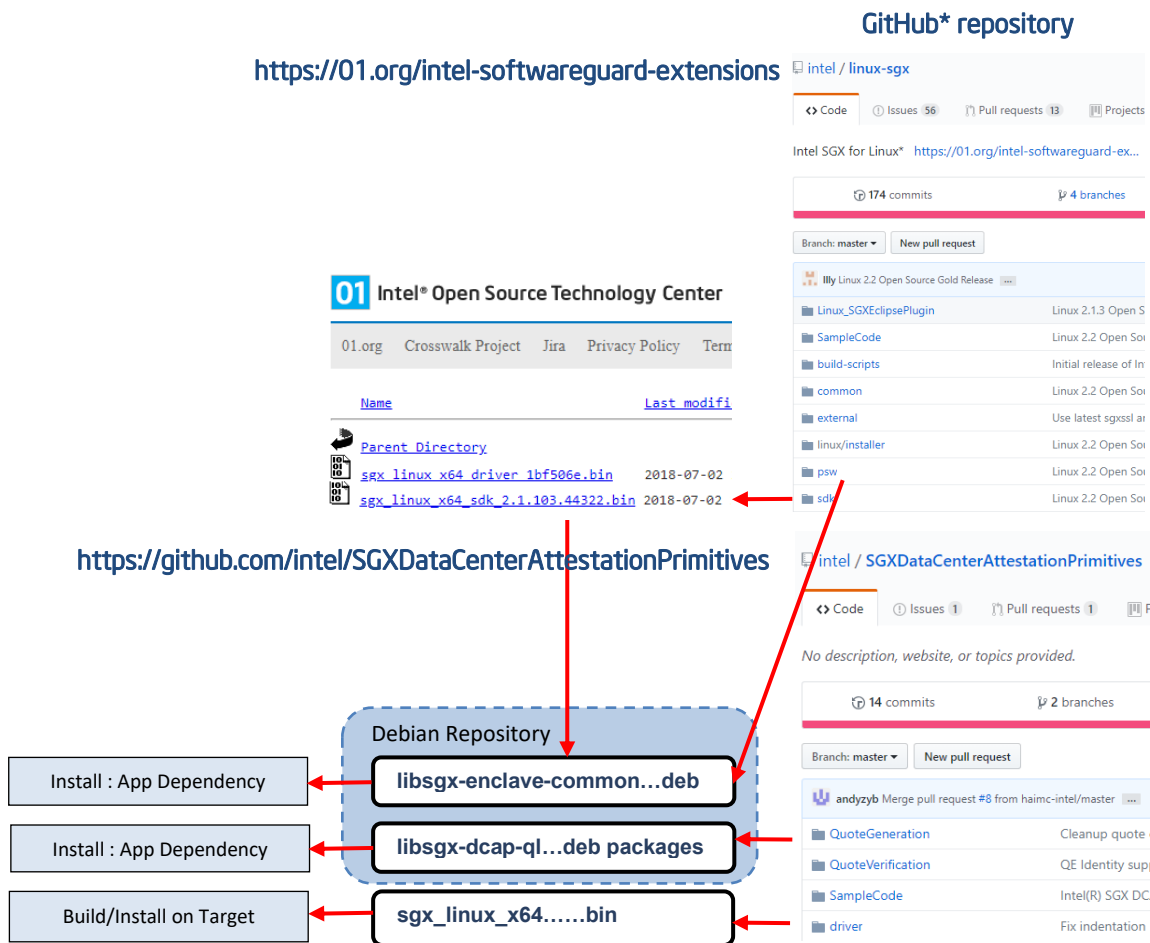 GitHub* repository
https://01.org/intel-softwareguard-extensions
intel / linux-sgx
Code Issues 56 Pull requests 13 Projects
Intel SGX for Linux* https://01.org/intel-softwareguard-ex...
174 commits 4 branches
Branch: master New pull request
llly Linux 2.2 Open Source Gold Release ...
Linux_SGXEclipsePlugin Linux 2.1.3 Open S
SampleCode Linux 2.2 Open Sou
build-scripts Initial release of Int
common Linux 2.2 Open Sou
external Use latest sgxssl an
linux/installer Linux 2.2 Open Sou
psw Linux 2.2 Open Sou
sdk Linux 2.2 Open Sou
01 Intel® Open Source Technology Center
01.org Crosswalk Project Jira Privacy Policy Term
Name Last modifi
Parent Directory
sgx_linux_x64_driver_1bf506e.bin 2018-07-02
sgx_linux_x64_sdk_2.1.103.44322.bin 2018-07-02
https://github.com/intel/SGXDataCenterAttestationPrimitives
intel / SGXDataCenterAttestationPrimitives
Code Issues 1 Pull requests 1 P
No description, website, or topics provided.
14 commits 2 branches
Branch: master New pull request
andyzyb Merge pull request #8 from haimc-intel/master ...
QuoteGeneration Cleanup quote
QuoteVerification QE Identity supp
SampleCode Intel(R) SGX DC
driver Fix indentation
Debian Repository
Install : App Dependency
libsgx-enclave-common...deb
Install : App Dependency
libsgx-dcap-ql...deb packages
Build/Install on Target
sgx_linux_x64......bin